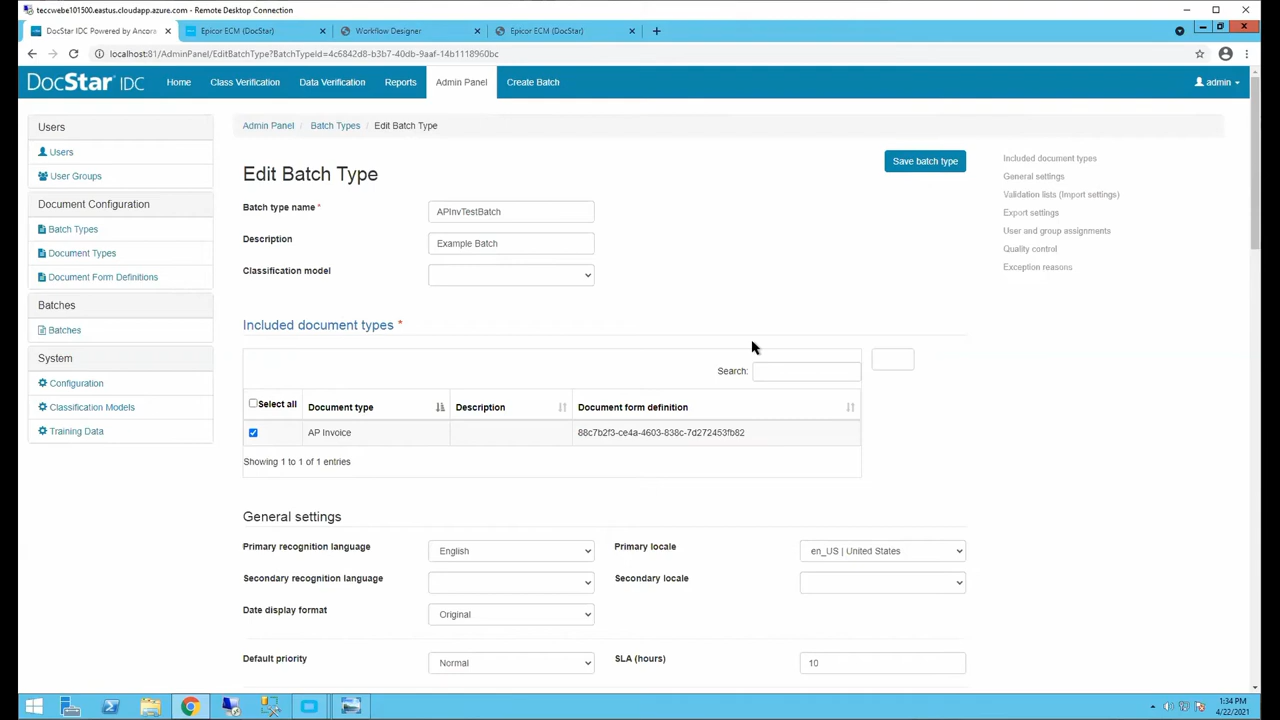 teccwebe101500.eastus.cloudapp.azure.com - Remote Desktop Connection
DocStar IDC Powered by Ancora
Epicor ECM (DocStar)
Workflow Designer
Epicor ECM (DocStar)
localhost:81/AdminPanel/EditBatchType?BatchTypeId=4c6842d8-b3b7-40db-9aaf-14b1118960bc
DocStar IDC
Home
Class Verification
Data Verification
Reports
Admin Panel
Create Batch
admin
Users
Users
User Groups
Document Configuration
Batch Types
Document Types
Document Form Definitions
Batches
Batches
System
Configuration
Classification Models
Training Data
Admin Panel / Batch Types / Edit Batch Type
Edit Batch Type
Save batch type
Batch type name * APInvTestBatch
Description Example Batch
Classification model
Included document types *
Search:
Select all Document type Description Document form definition
AP Invoice 88c7b2f3-ce4a-4603-838c-7d272453fb82
Showing 1 to 1 of 1 entries
General settings
Primary recognition language English Primary locale en_US | United States
Secondary recognition language Secondary locale
Date display format Original
Default priority Normal SLA (hours) 10
Included document types
General settings
Validation lists (Import settings)
Export settings
User and group assignments
Quality control
Exception reasons
1:34 PM
4/22/2021